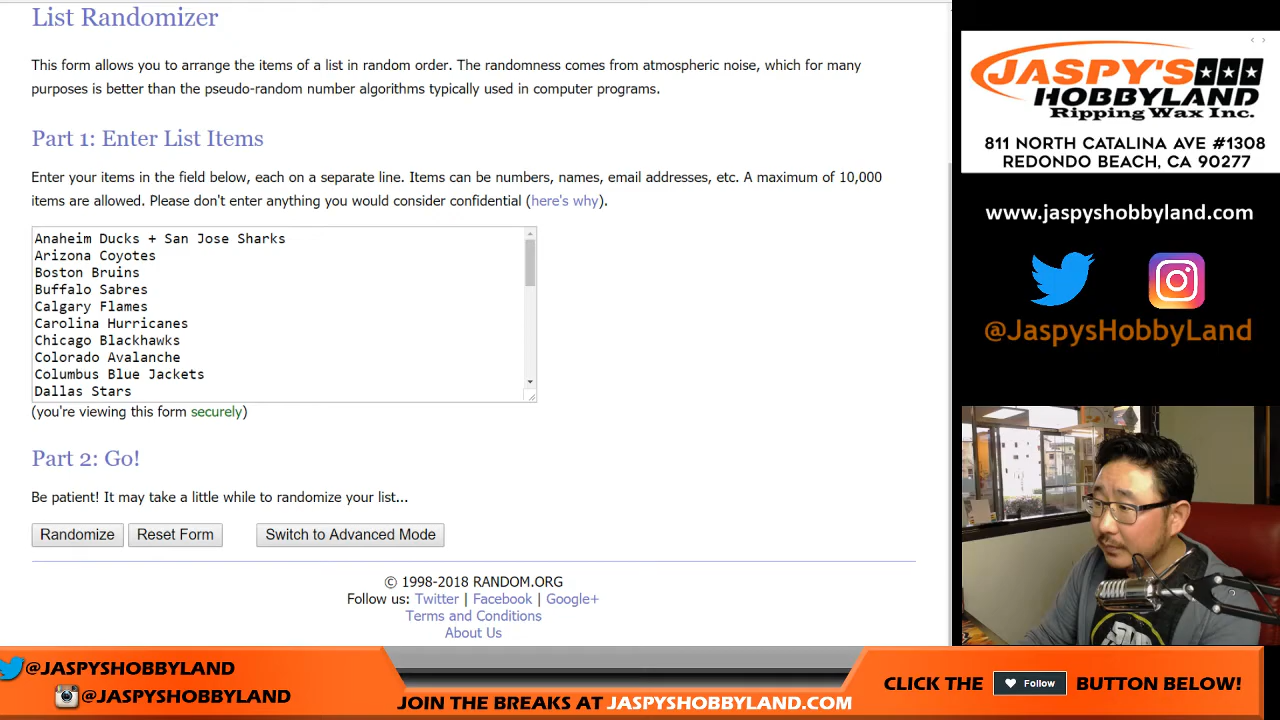 List Randomizer
This form allows you to arrange the items of a list in random order. The randomness comes from atmospheric noise, which for many
purposes is better than the pseudo-random number algorithms typically used in computer programs.
Part 1: Enter List Items
Enter your items in the field below, each on a separate line. Items can be numbers, names, email addresses, etc. A maximum of 10,000
items are allowed. Please don't enter anything you would consider confidential (here's why).
Anaheim Ducks + San Jose Sharks
Arizona Coyotes
Boston Bruins
Buffalo Sabres
Calgary Flames
Carolina Hurricanes
Chicago Blackhawks
Colorado Avalanche
Columbus Blue Jackets
Dallas Stars
(you're viewing this form securely)
Part 2: Go!
Be patient! It may take a little while to randomize your list...
Randomize Reset Form Switch to Advanced Mode
© 1998-2018 RANDOM.ORG
Follow us: Twitter | Facebook | Google+
Terms and Conditions
About Us
JASPY'S
HOBBYLAND
Ripping Wax Inc.
811 NORTH CATALINA AVE #1308
REDONDO BEACH, CA 90277
www.jaspyshobbyland.com
@JaspysHobbyLand
@JASPYSHOBBYLAND
@JASPYSHOBBYLAND
JOIN THE BREAKS AT JASPYSHOBBYLAND.COM
CLICK THE Follow BUTTON BELOW!